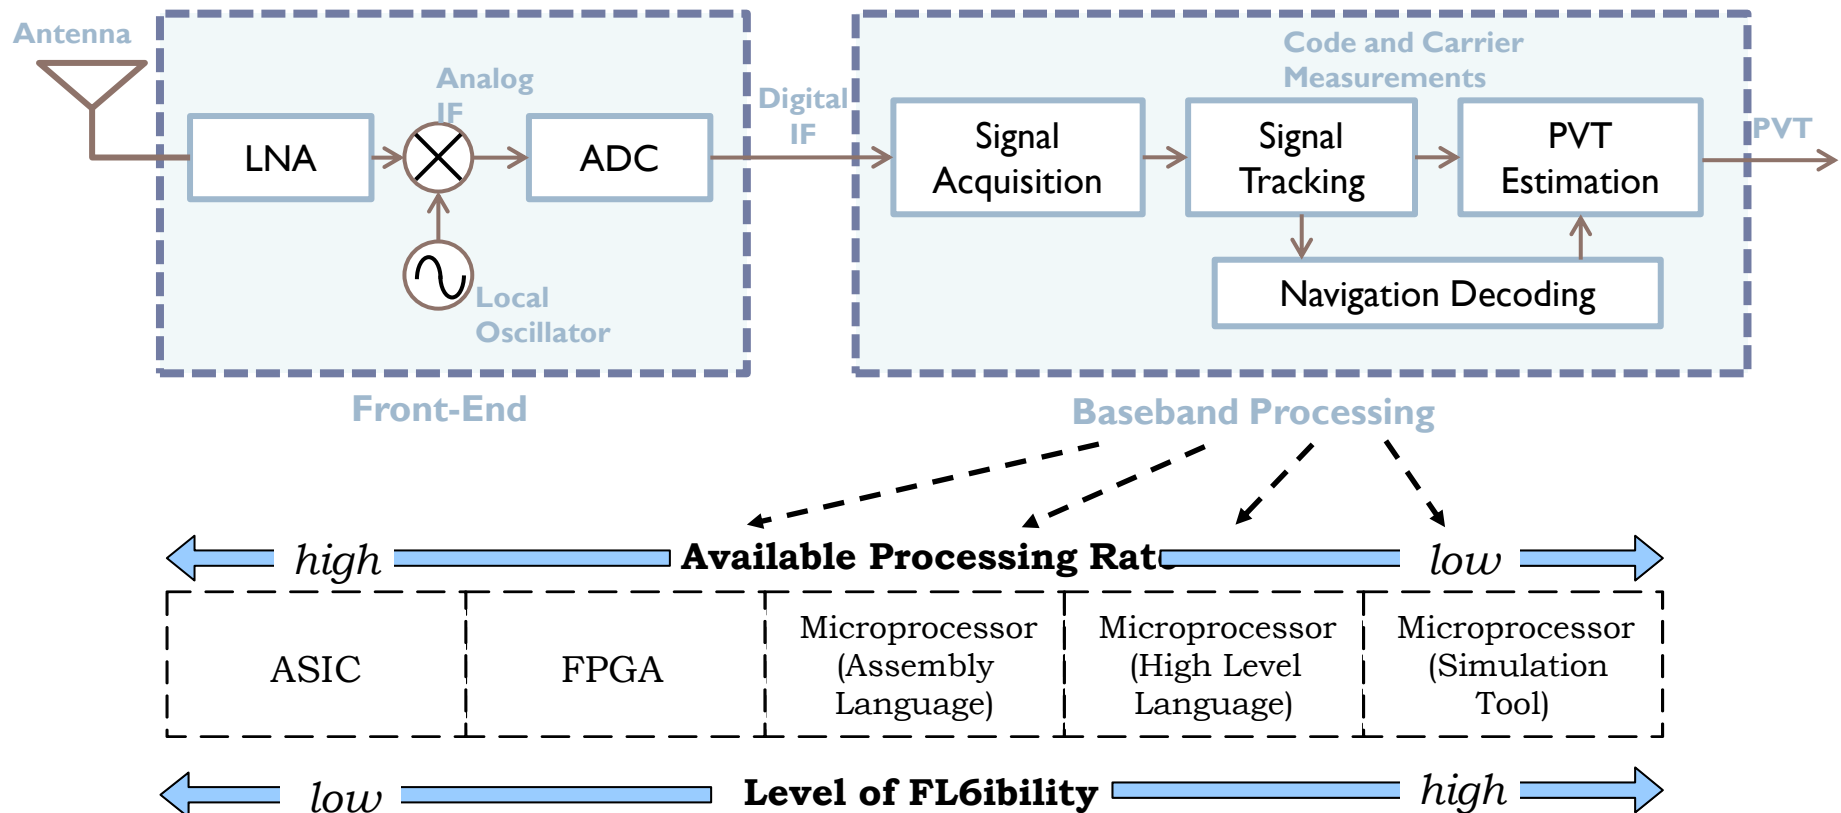 Antenna
Analog
IF
LNA
ADC
Local
Oscillator
Front-End
Digital
IF
Code and Carrier
Measurements
Signal
Acquisition
Signal
Tracking
PVT
Estimation
Navigation Decoding
PVT
Baseband Processing
high
Available Processing Rate
low
ASIC
FPGA
Microprocessor
(Assembly
Language)
Microprocessor
(High Level
Language)
Microprocessor
(Simulation
Tool)
low
Level of FL6ibility
high